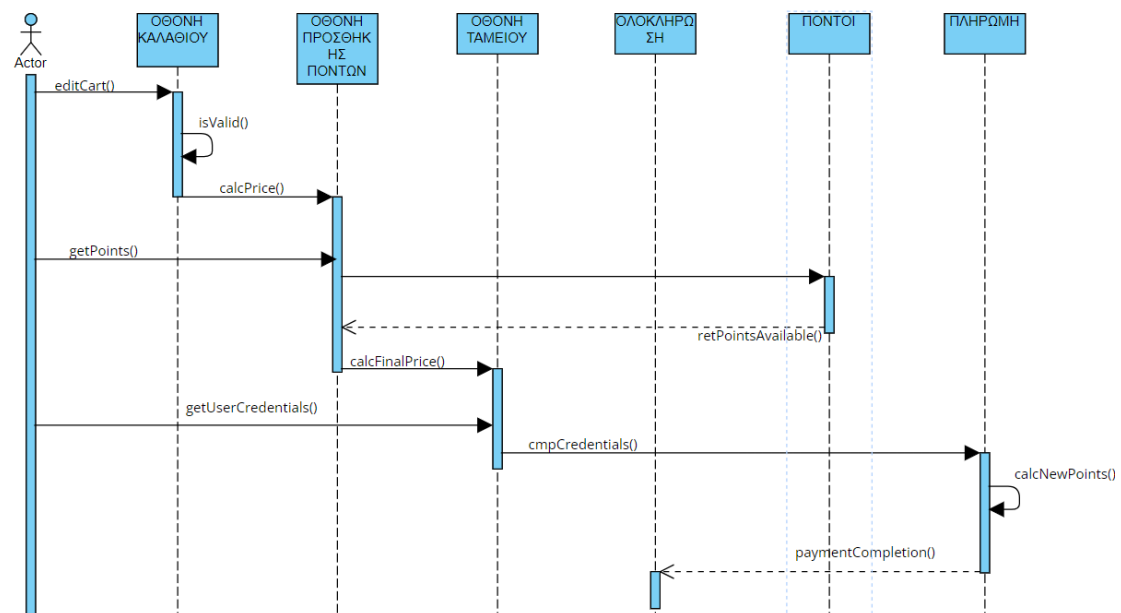 Actor
ΟΘΟΝΗ
ΚΑΛΑΘΙΟΥ
ΟΘΟΝΗ
ΠΡΟΣΘΗΚ
ΗΣ
ΠΟΝΤΩΝ
ΟΘΟΝΗ
ΤΑΜΕΙΟΥ
ΟΛΟΚΛΗΡΩ
ΣΗ
ΠΟΝΤΟΙ
ΠΛΗΡΩΜΗ
editCart()
isValid()
calcPrice()
getPoints()
retPointsAvailable()
calcFinalPrice()
getUserCredentials()
cmpCredentials()
calcNewPoints()
paymentCompletion()